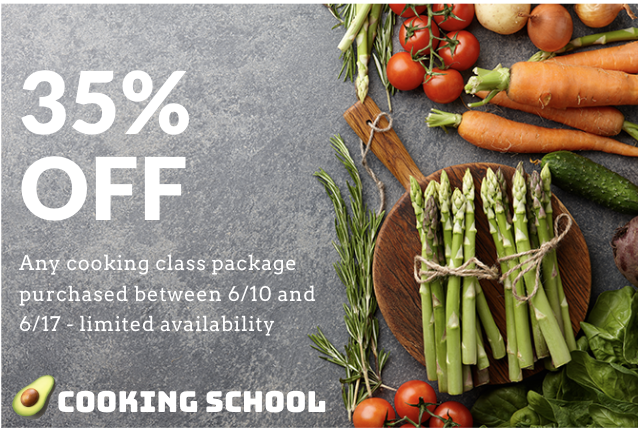 35%
OFF
Any cooking class package
purchased between 6/10 and
6/17 - limited availability
COOKING SCHOOL